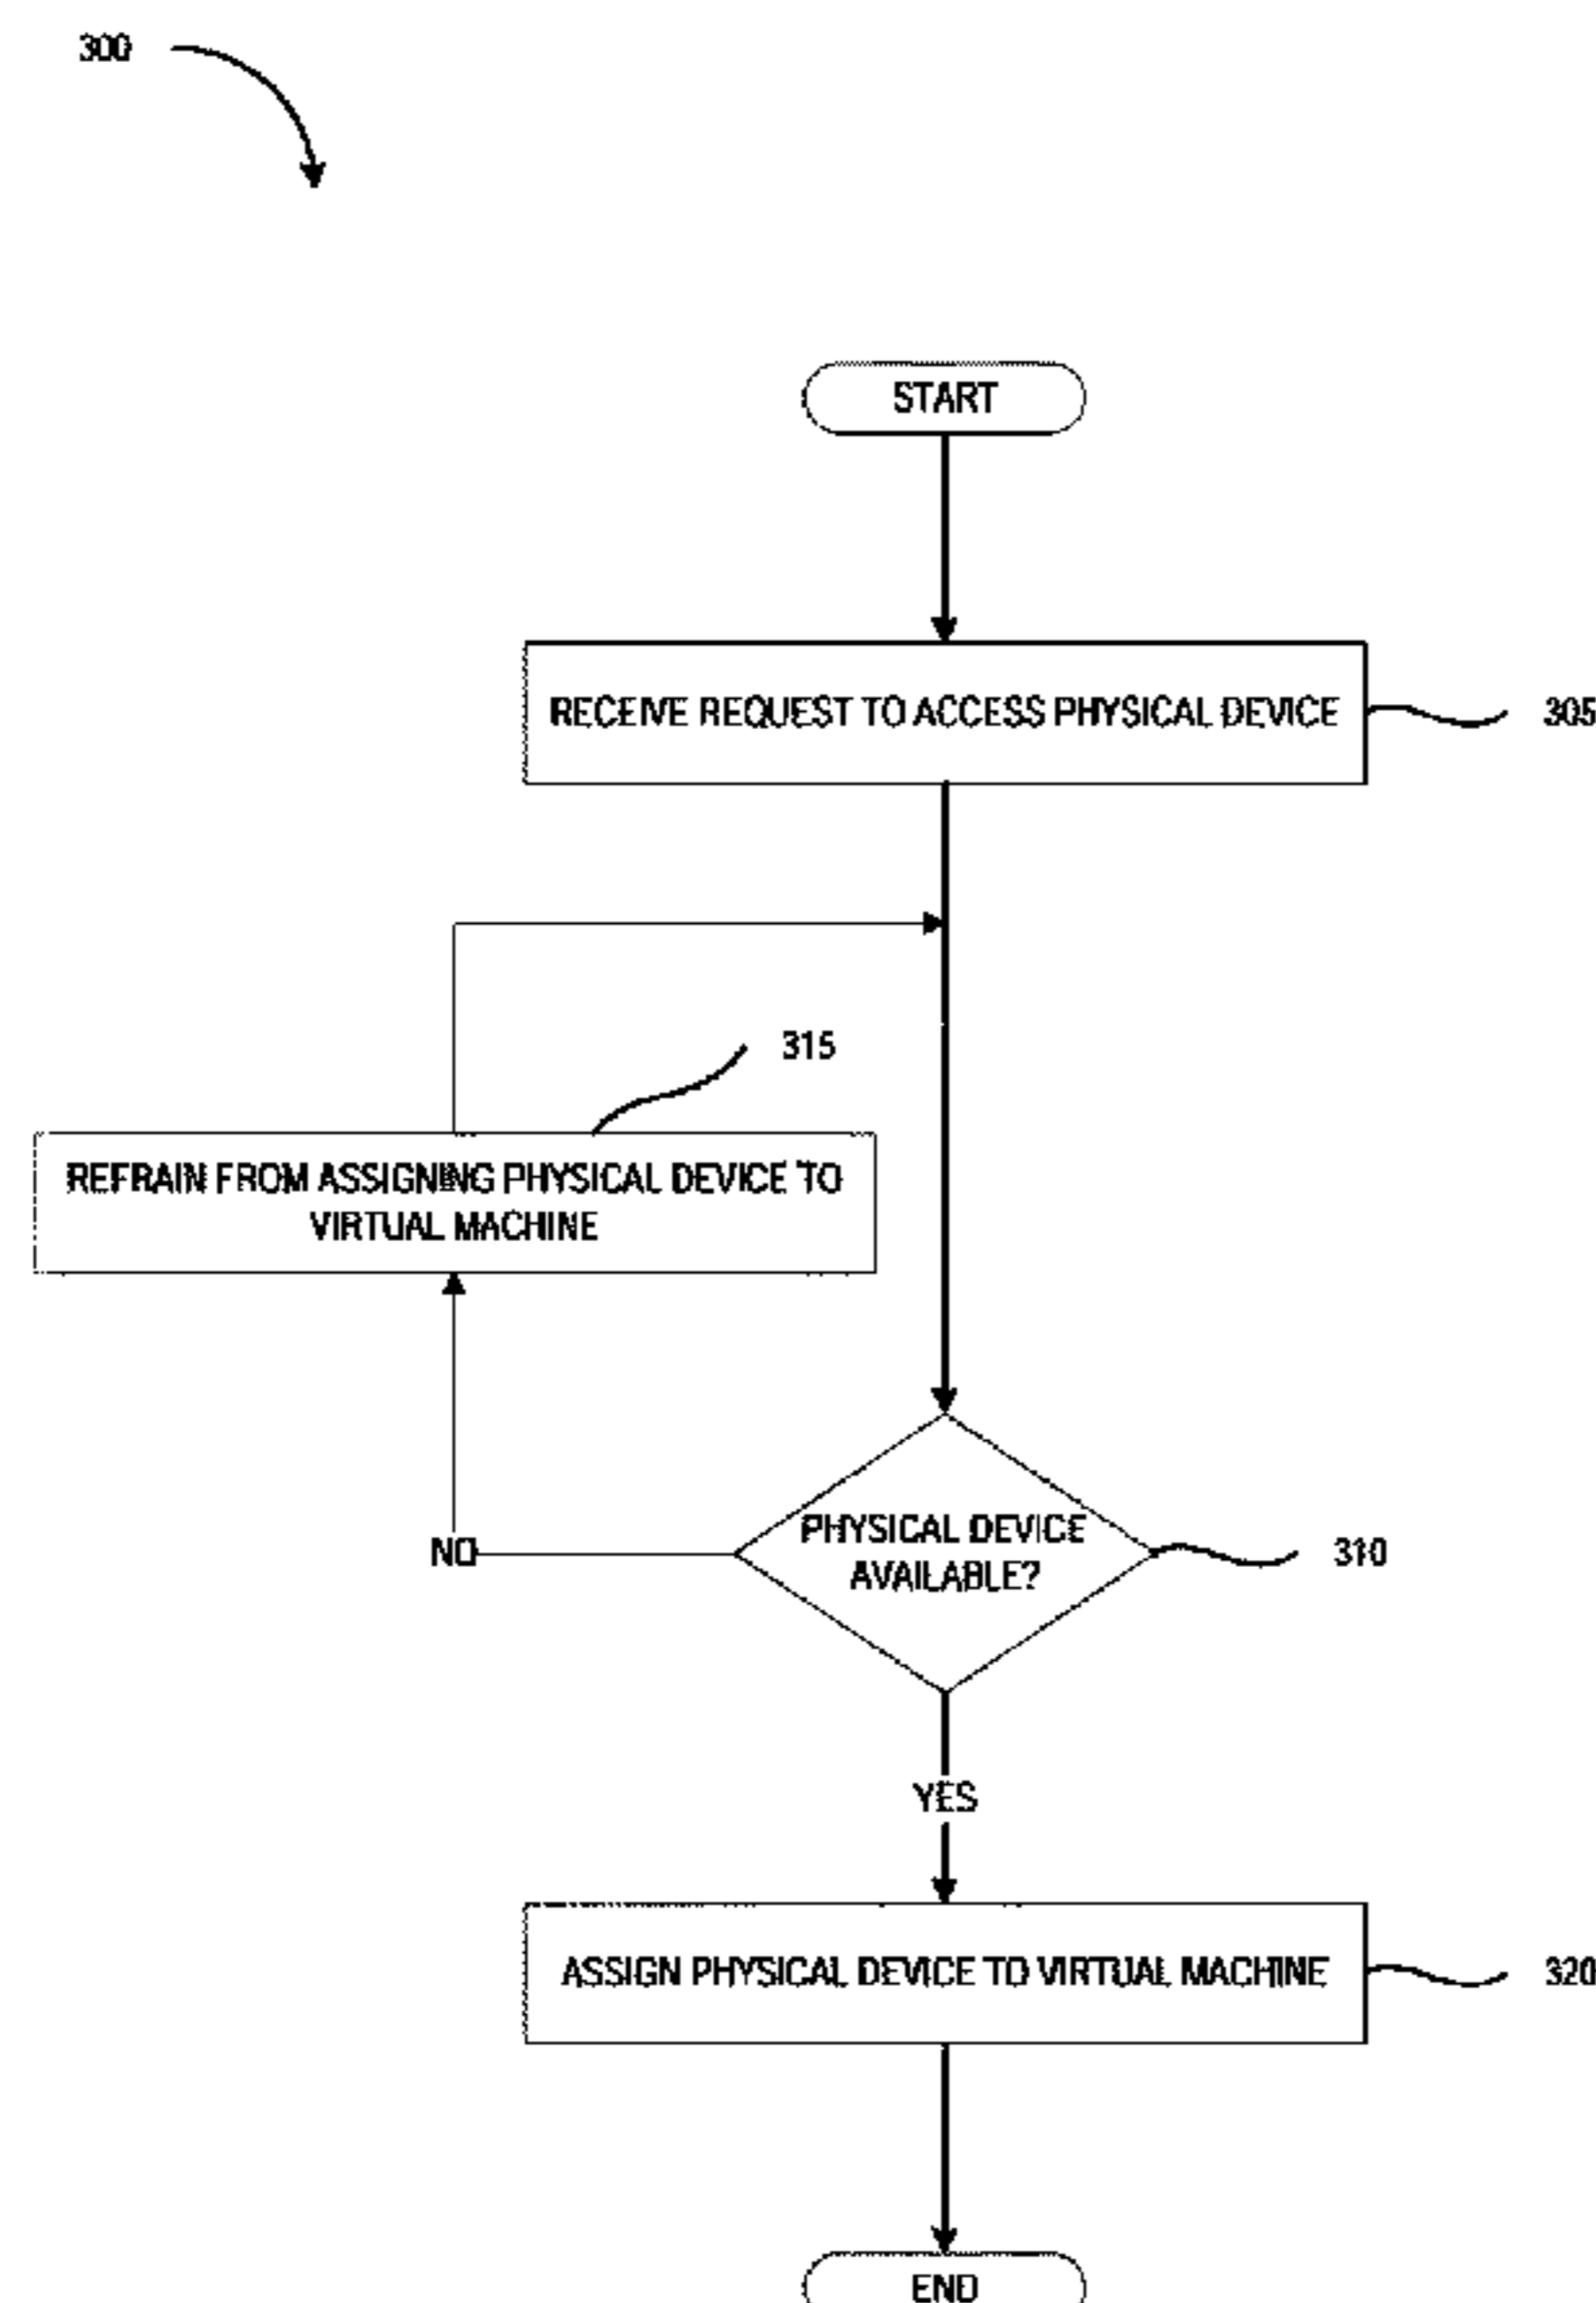 300
START
RECEIVE REQUEST TO ACCESS PHYSICAL DEVICE
305
315
REFRAIN FROM ASSIGNING PHYSICAL DEVICE TO
VIRTUAL MACHINE
PHYSICAL DEVICE
AVAILABLE?
310
NO
YES
ASSIGN PHYSICAL DEVICE TO VIRTUAL MACHINE
320
END